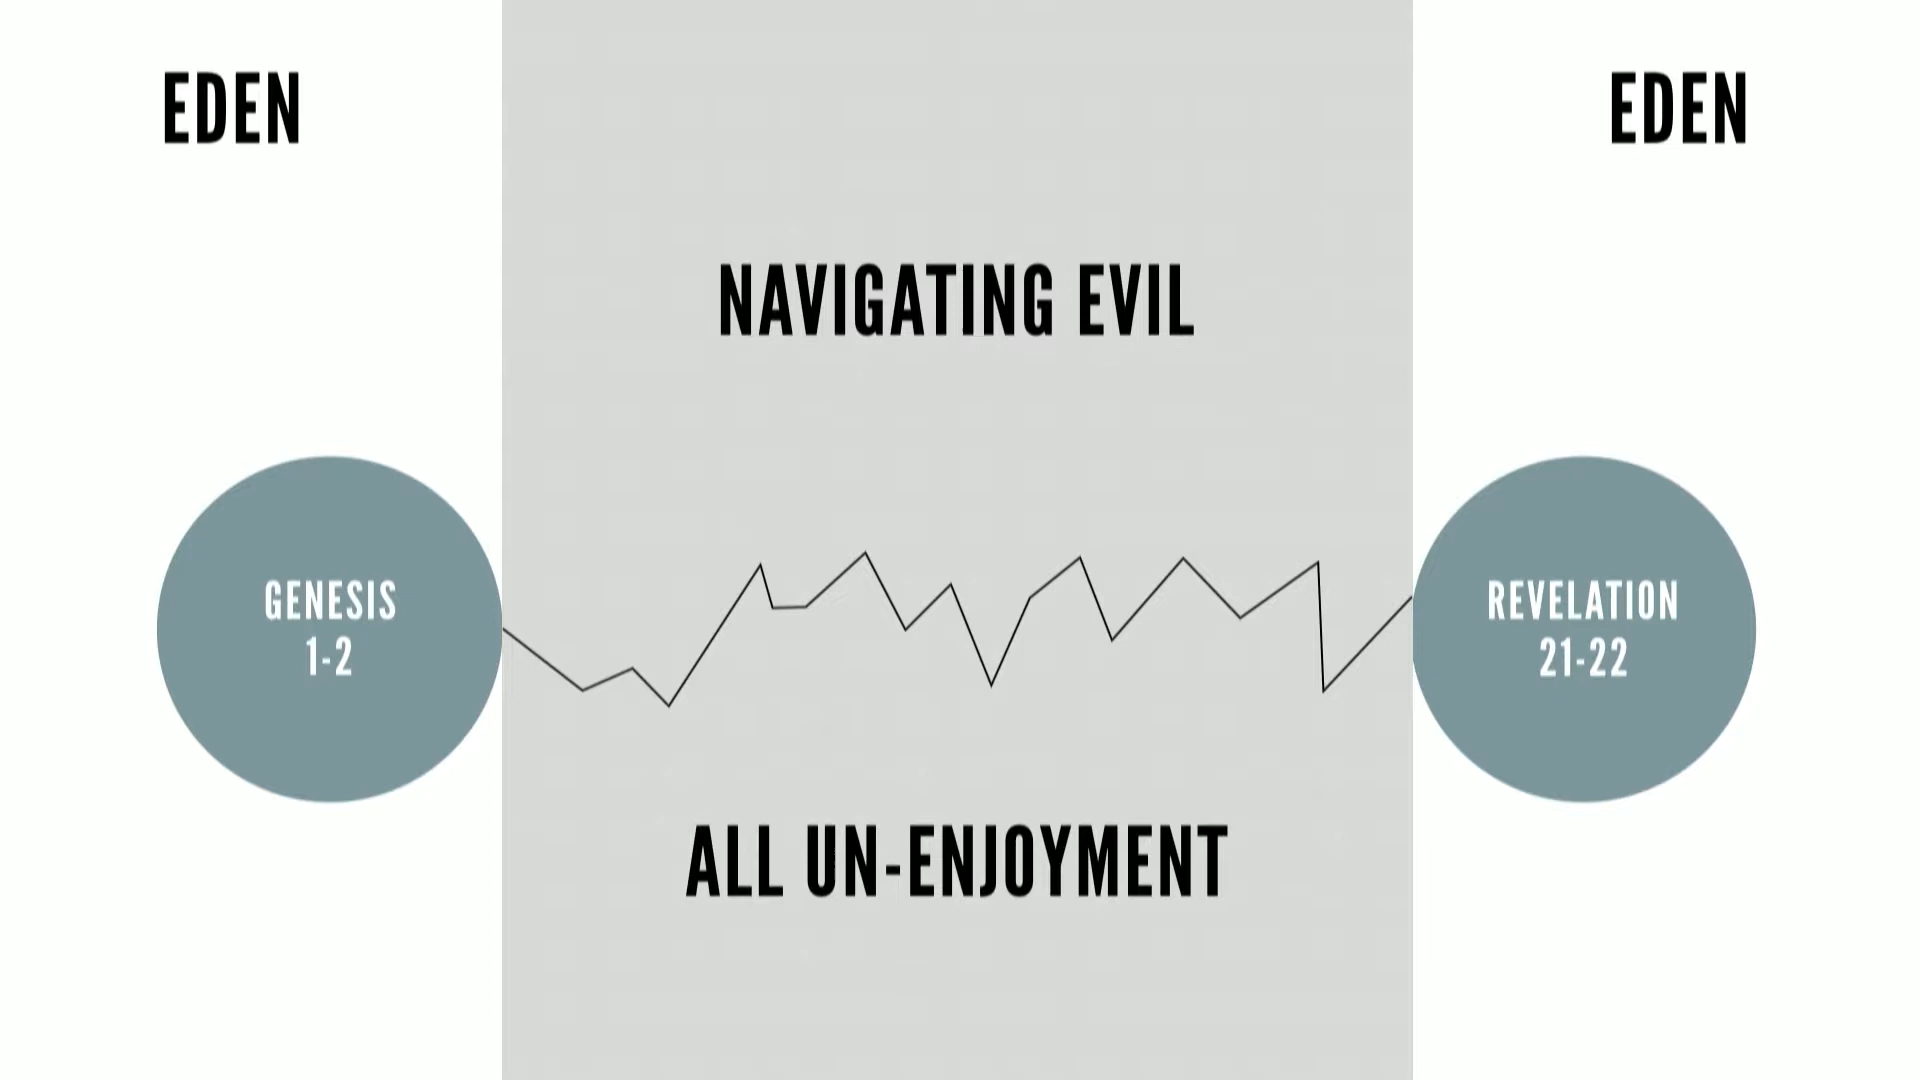 EDEN
EDEN
NAVIGATING EVIL
GENESIS
1-2
REVELATION
21-22
ALL UN-ENJOYMENT